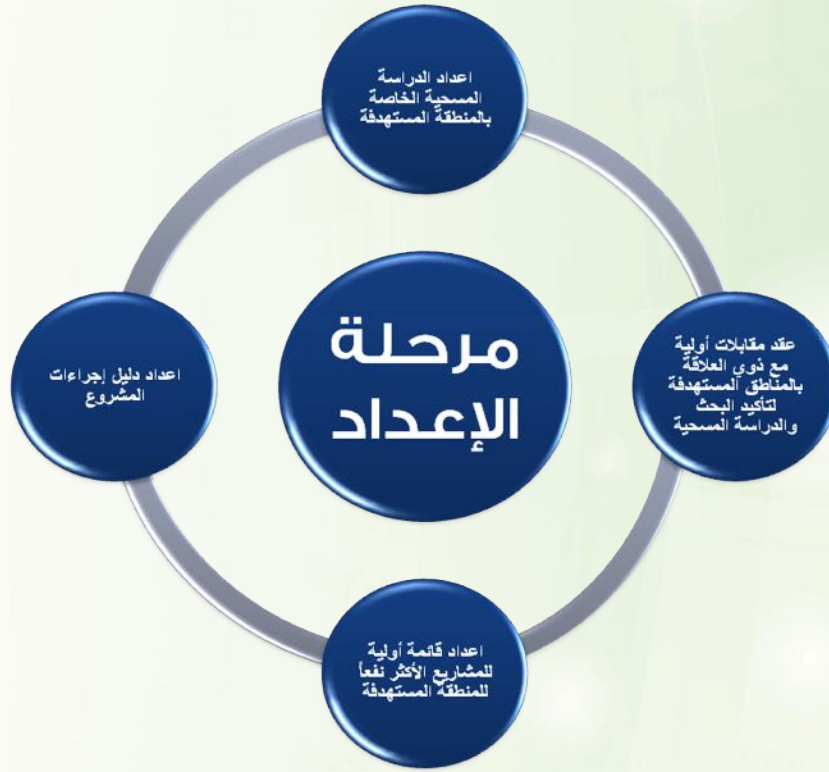 اعداد الدراسة
المسحية الخاصة
بالمنطقة المستهدفة
مرحلة
الإعداد
عقد مقابلات أولية
مع ذوي العلاقة
بالمناطق المستهدفة
لتأكيد البحث
والدراسة المسحية
اعداد قائمة أولية
للمشاريع الأكثر نفعاً
للمنطقة المستهدفة
اعداد دليل إجراءات
المشروع